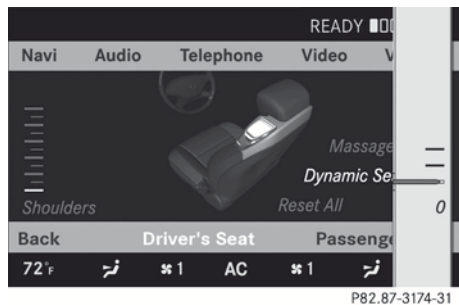 READY
Navi Audio Telephone Video V
Massage
Dynamic Se
Shoulders Reset All 0
Back Driver's Seat Passenge
72°F 1 AC 1
P82.87-3174-31